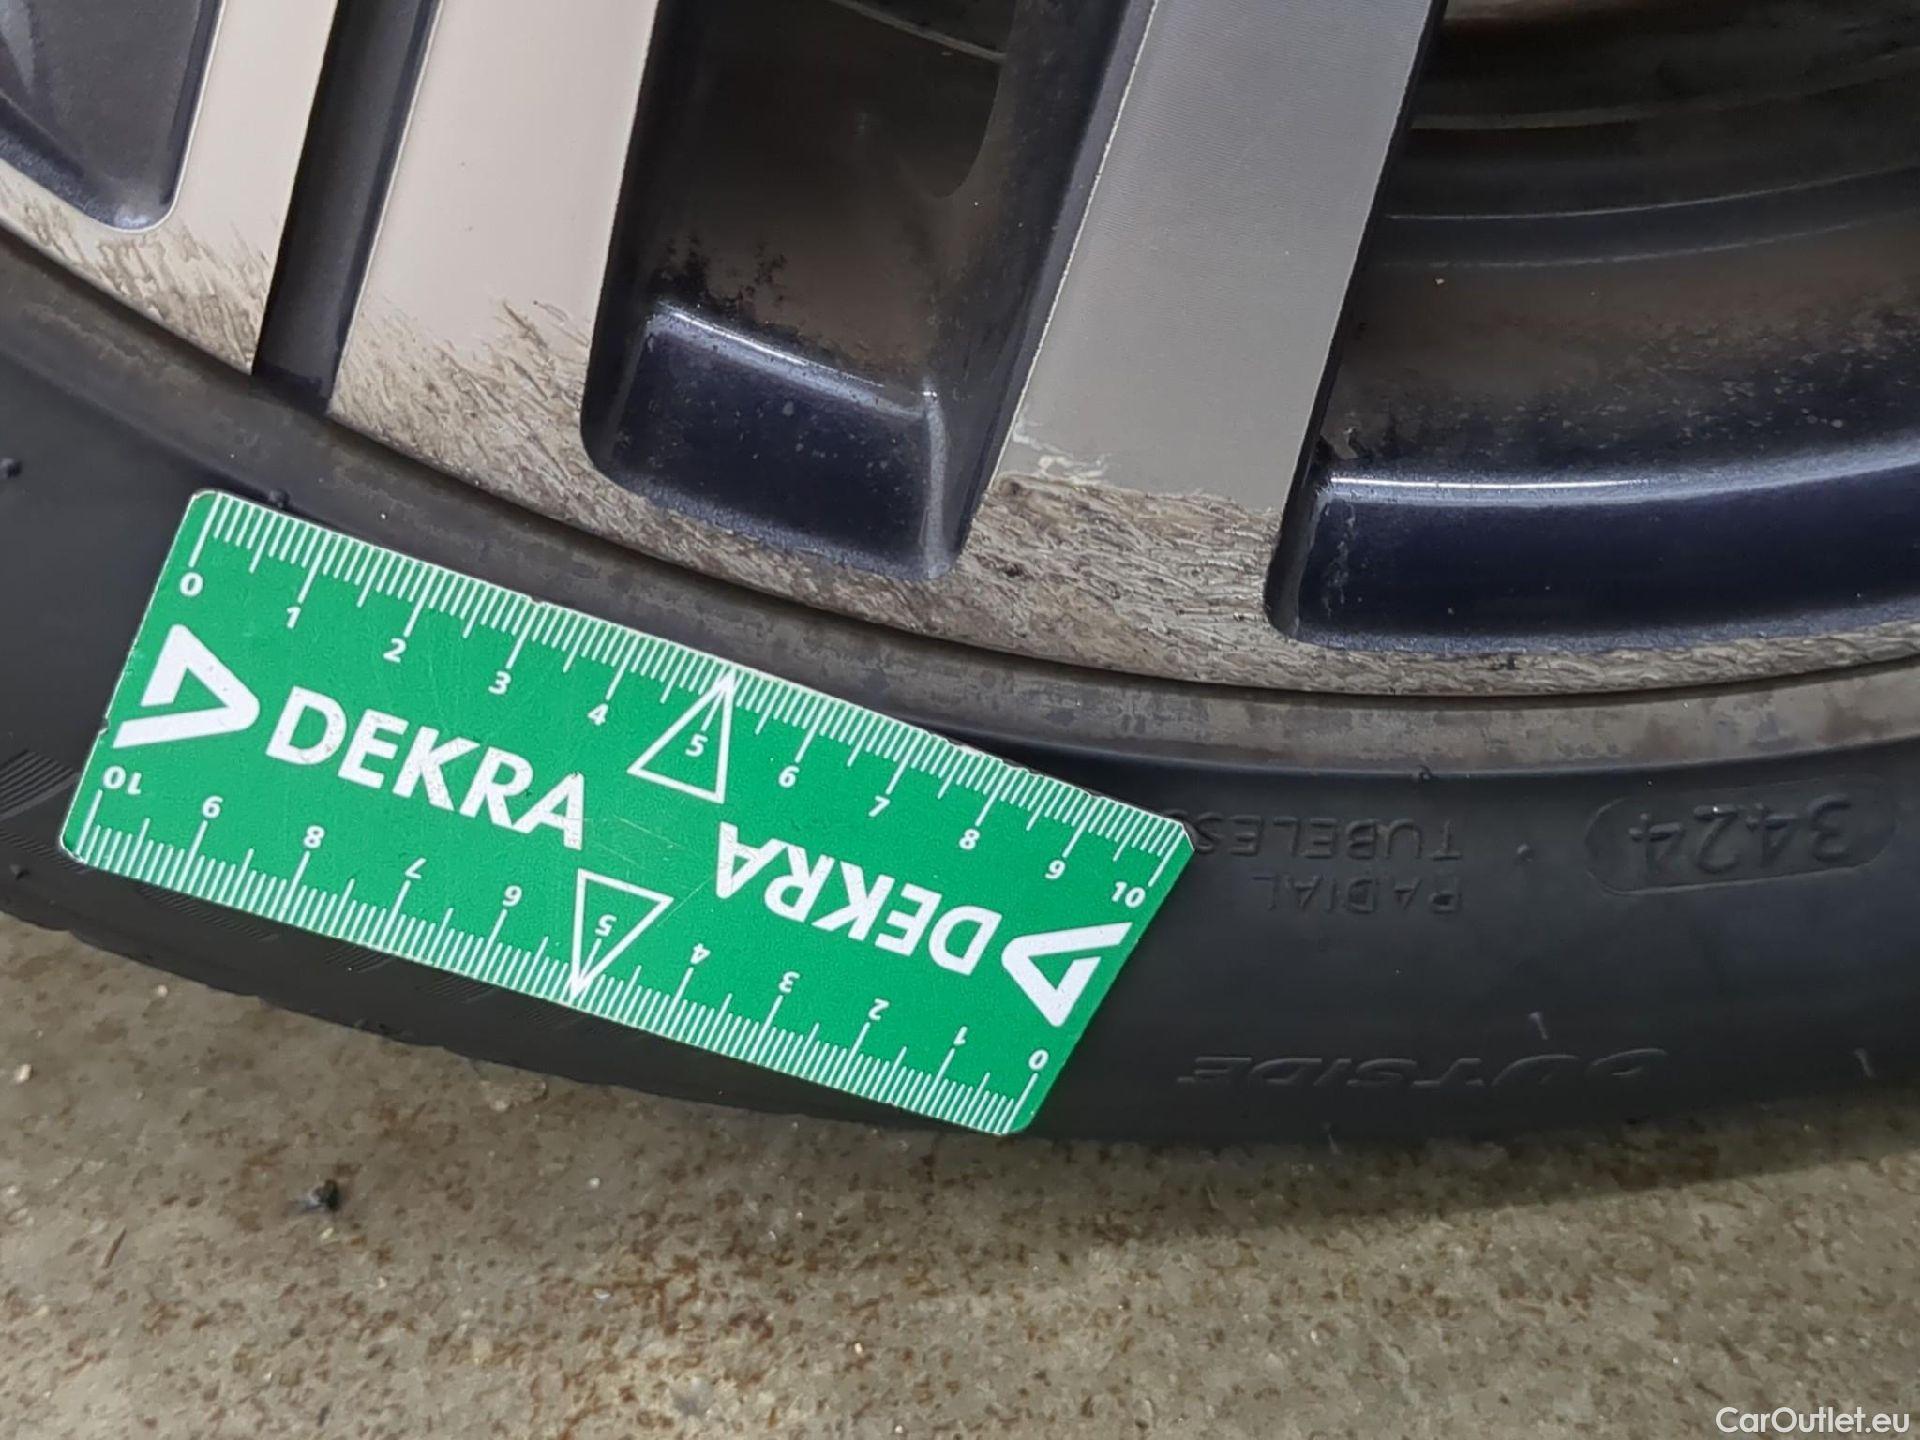 0 1 2 3 4 5 6 7 8 9 10
DEKRA
DEKRA
10 9 8 7 6 5 4 3 2 1 0
RADIAL
TUBELES
3424
OUTSIDE
CarOutlet.eu